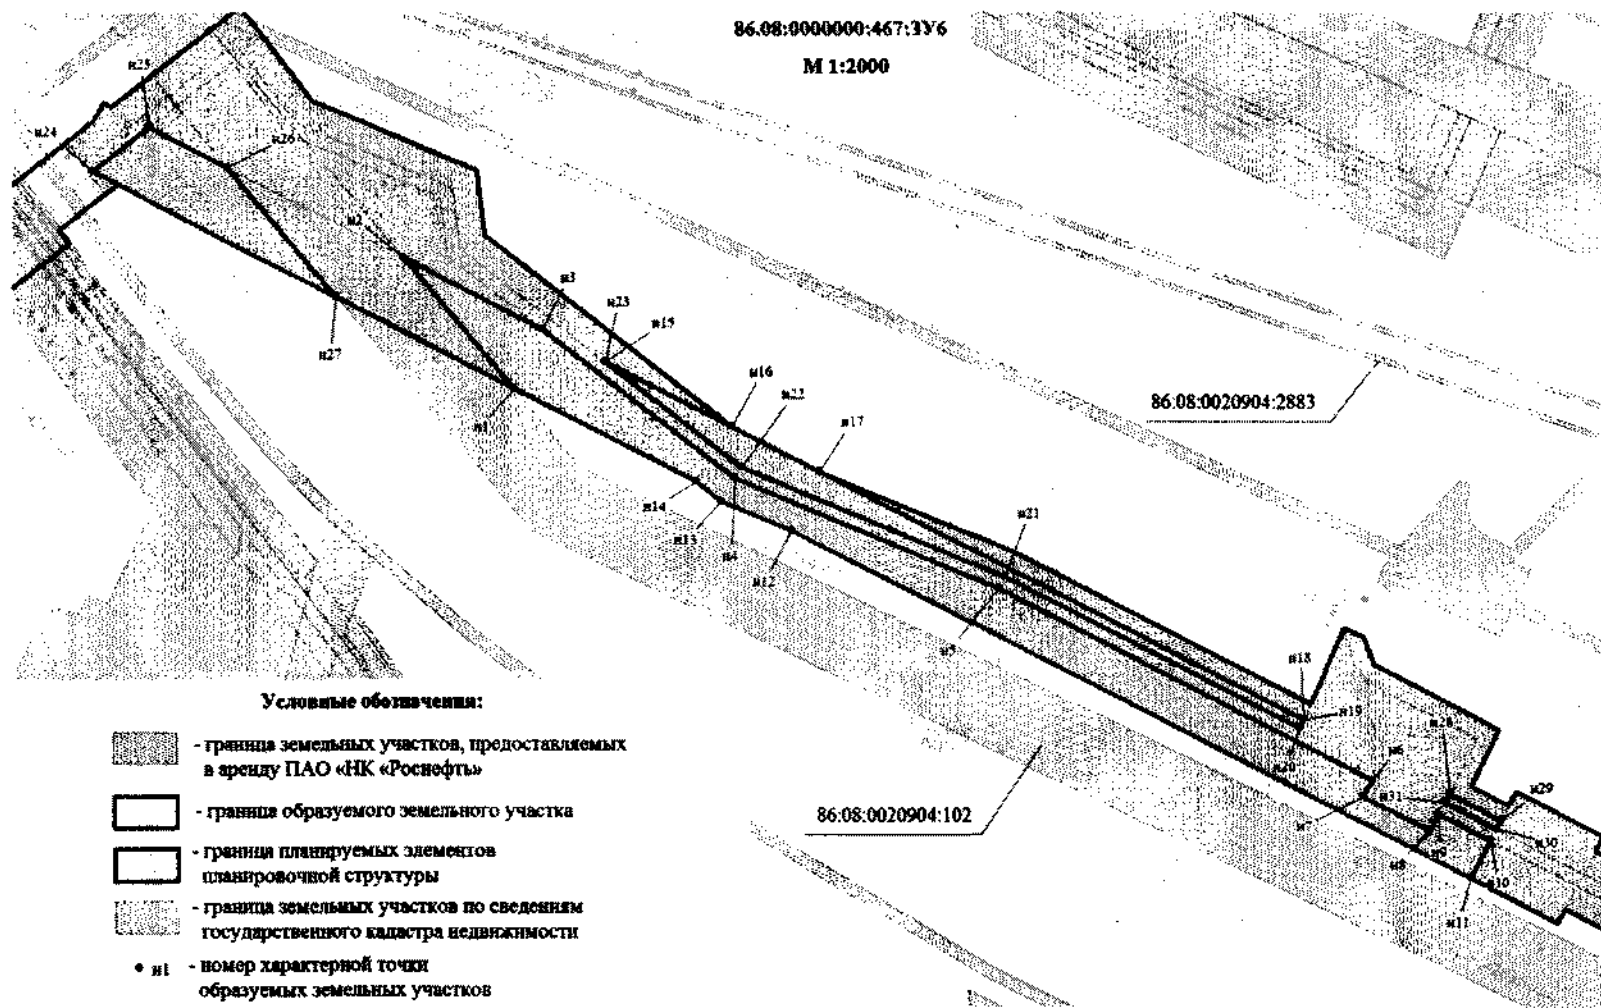 86.08:0000000:467:ЗУ6
М 1:2000
н25
н24
н26
н2
н3
н23
н15
н27
н16
н22
86:08:0020904:2883
н1
н17
н14
н21
н13
н4
н12
н5
н18
Условные обозначения:
н19
н28
- граница земельных участков, предоставляемых
в аренду ПАО «НК «Роснефть»
н6
н20
н29
н31
- граница образуемого земельного участка
86:08:0020904:102
н7
н30
н8
н9
- граница планируемых элементов
планировочной структуры
н10
н11
- граница земельных участков по сведениям
государственного кадастра недвижимости
н1 - номер характерной точки
образуемых земельных участков